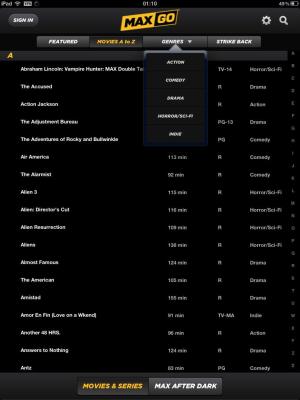 iPad VPN 01:10 49%
SIGN IN MAX GO
FEATURED MOVIES A to Z GENRES STRIKE BACK
ACTION
COMEDY
DRAMA
HORROR/SCI-FI
INDIE
A
Abraham Lincoln: Vampire Hunter: MAX Double Ta TV-14 Horror/Sci-Fi
The Accused R Drama
Action Jackson R Action
The Adjustment Bureau PG-13 Drama
The Adventures of Rocky and Bullwinkle PG Comedy
Air America 113 min R Comedy
The Alarmist 92 min R Comedy
Alien 3 115 min R Horror/Sci-Fi
Alien: Director's Cut 116 min R Horror/Sci-Fi
Alien Resurrection 109 min R Horror/Sci-Fi
Aliens 138 min R Horror/Sci-Fi
Almost Famous 124 min R Drama
The American 105 min R Drama
Amistad 155 min R Drama
Amor En Fin (Love on a Wkend) 91 min TV-MA Indie
Another 48 HRS. 96 min R Action
Answers to Nothing 124 min R Drama
Antz 83 min PG Comedy
MOVIES & SERIES MAX AFTER DARK